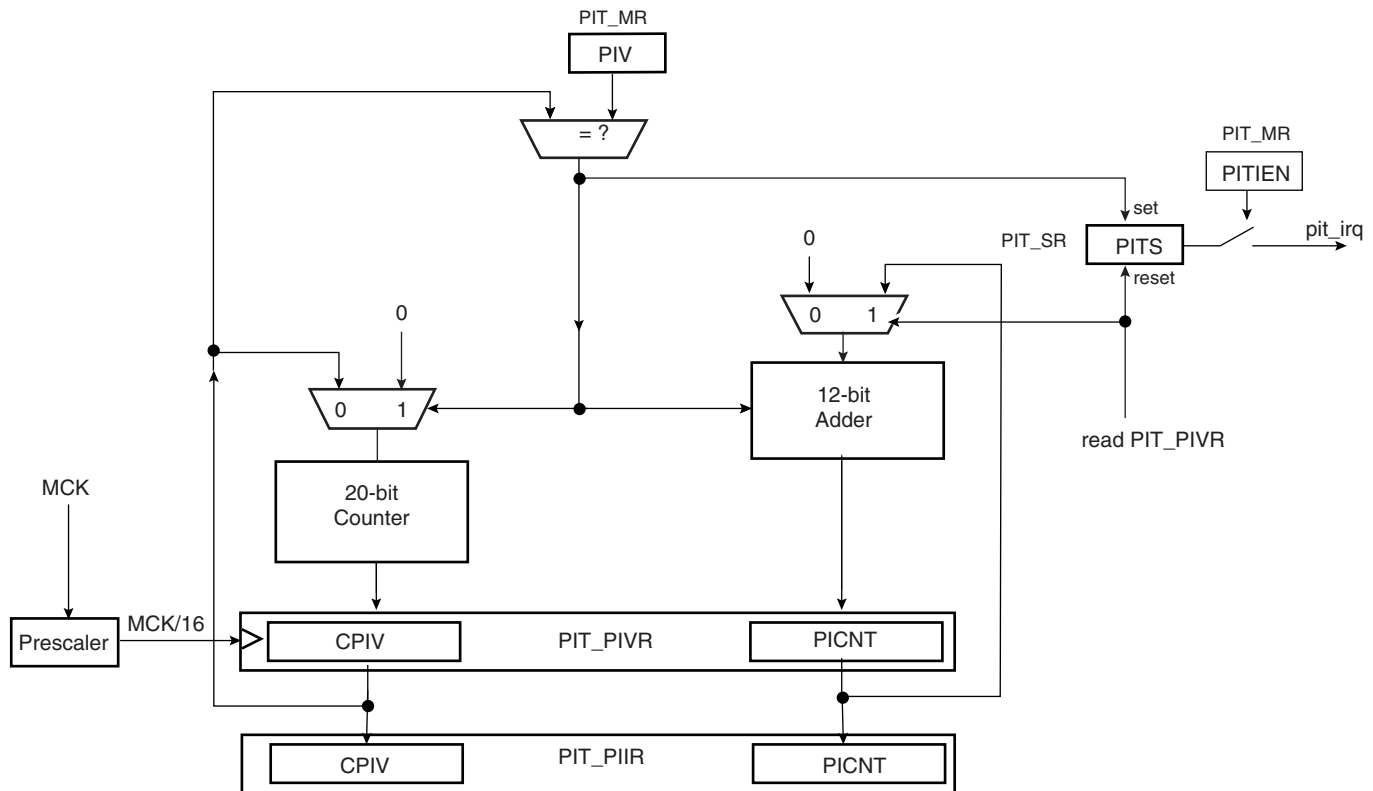 PIT_MR
PIV
= ?
PIT_MR
PITIEN
set
PIT_SR
PITS
pit_irq
reset
0
0 1
0
0 1
12-bit
Adder
read PIT_PIVR
MCK
20-bit
Counter
MCK/16
Prescaler
CPIV
PIT_PIVR
PICNT
CPIV
PIT_PIIR
PICNT